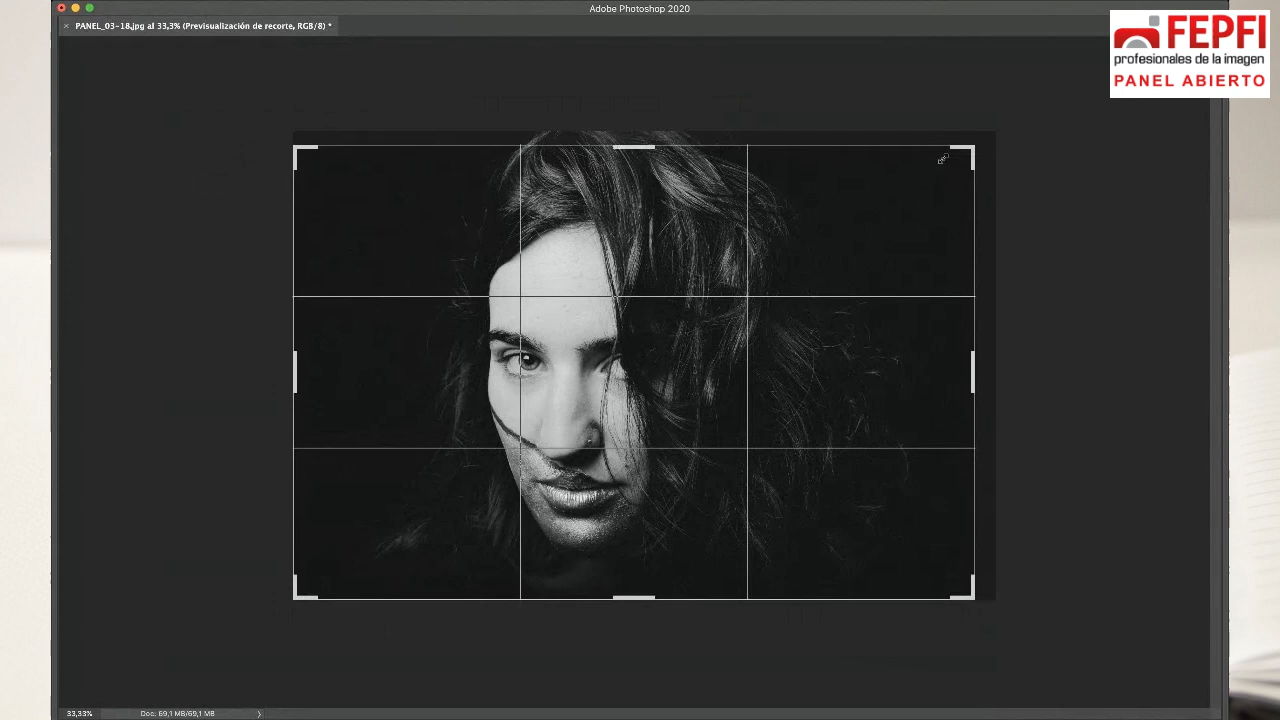 Adobe Photoshop 2020
× PANEL_03-18.jpg al 33,3% (Previsualización de recorte, RGB/8) *
FEPFI
profesionales de la imagen
PANEL ABIERTO
33,33%
Doc: 69,1 MB/69,1 MB